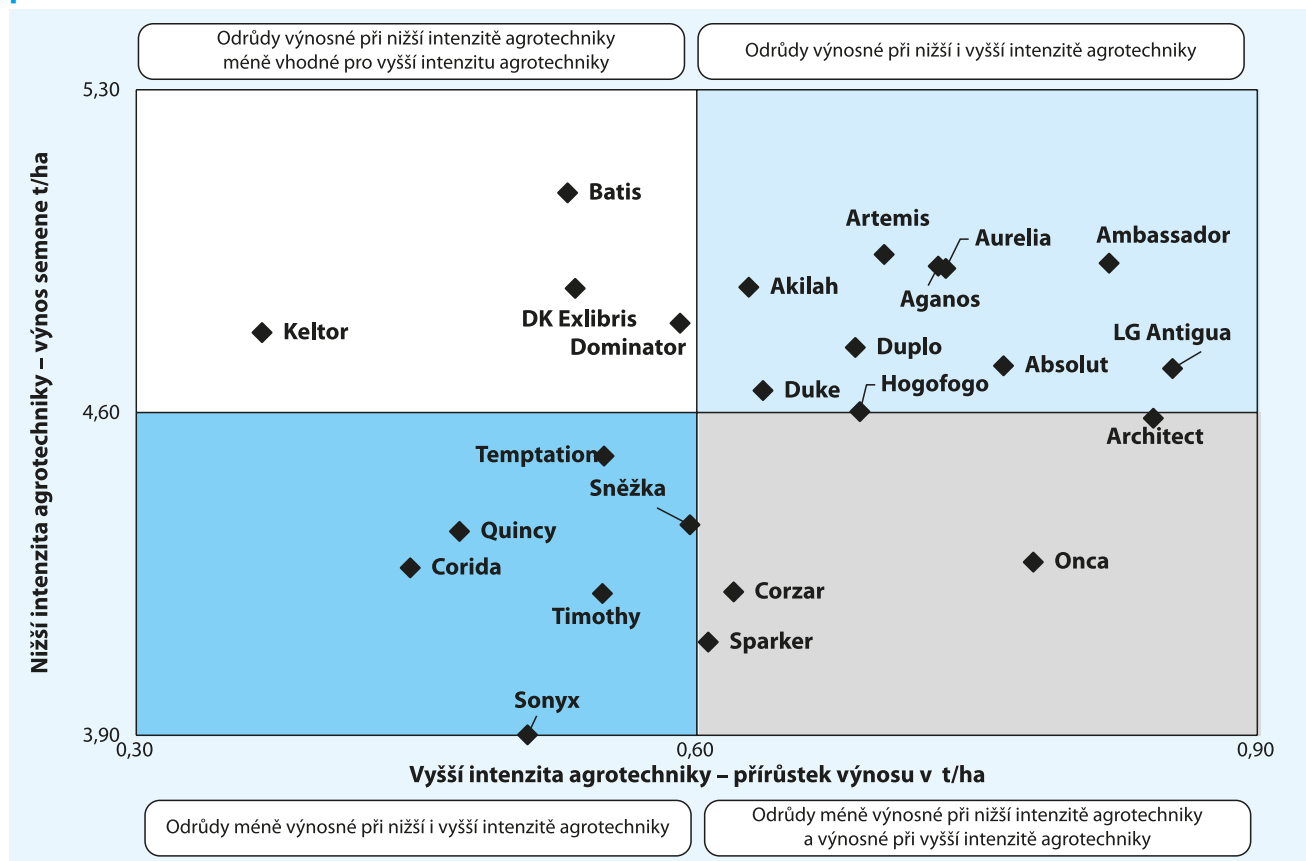 Odrůdy výnosné při nižší intenzitě agrotechniky
méně vhodné pro vyšší intenzitu agrotechniky
Odrůdy výnosné při nižší i vyšší intenzitě agrotechniky
5,30
Nižší intenzita agrotechniky – výnos semene t/ha
Batis
Artemis
Aurelia
Ambassador
Akilah
Aganos
DK Exlibris
Keltor
Dominator
Duplo
LG Antigua
Absolut
Duke
Hogofogo
4,60
Architect
Temptation
Sněžka
Quincy
Corida
Onca
Timothy
Corzar
Sparker
Sonyx
3,90
0,30
0,60
0,90
Vyšší intenzita agrotechniky – přírůstek výnosu v t/ha
Odrůdy méně výnosné při nižší i vyšší intenzitě agrotechniky
Odrůdy méně výnosné při nižší intenzitě agrotechniky
a výnosné při vyšší intenzitě agrotechniky